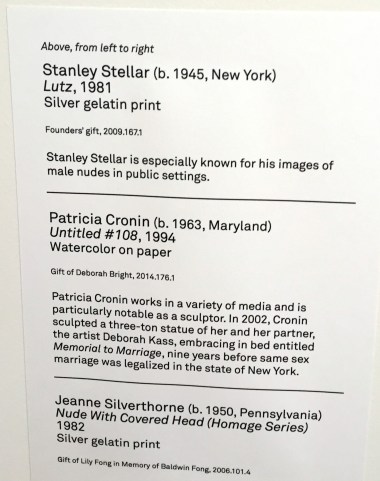 Above, from left to right
Stanley Stellar (b. 1945, New York)
Lutz, 1981
Silver gelatin print
Founders' gift, 2009.167.1
Stanley Stellar is especially known for his images of
male nudes in public settings.
Patricia Cronin (b. 1963, Maryland)
Untitled #108, 1994
Watercolor on paper
Gift of Deborah Bright, 2014.176.1
Patricia Cronin works in a variety of media and is
particularly notable as a sculptor. In 2002, Cronin
sculpted a three-ton statue of her and her partner,
the artist Deborah Kass, embracing in bed entitled
Memorial to Marriage, nine years before same sex
marriage was legalized in the state of New York.
Jeanne Silverthorne (b. 1950, Pennsylvania)
Nude With Covered Head (Homage Series)
1982
Silver gelatin print
Gift of Lily Fong in Memory of Baldwin Fong, 2006.101.4